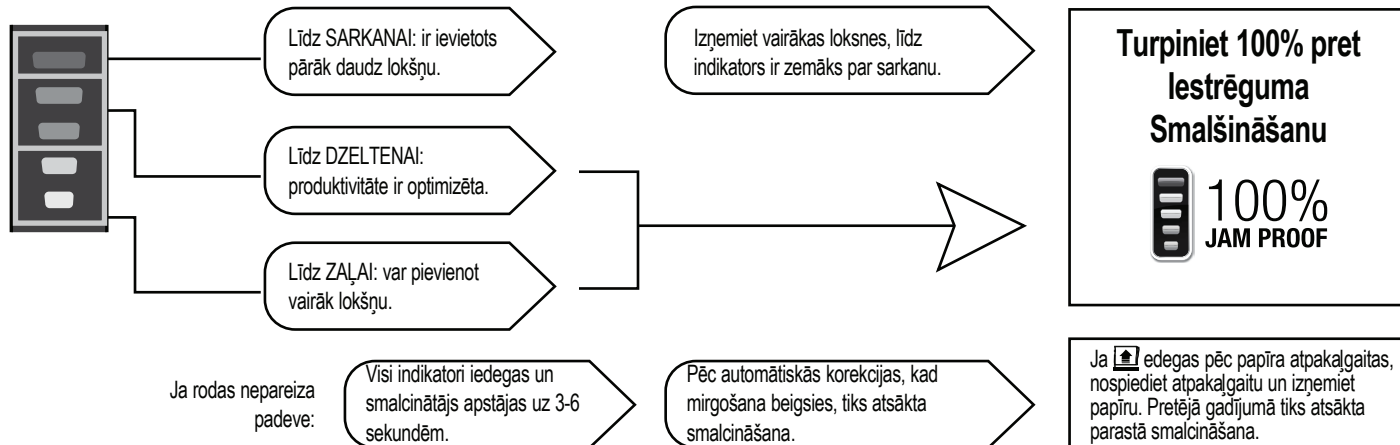 Līdz SARKANAI: ir ievietots
pārāk daudz lokšņu.
Izņemiet vairākas loksnes, līdz
indikators ir zemāks par sarkanu.
Līdz DZELTENAI:
produktivitāte ir optimizēta.
Līdz ZAĻAI: var pievienot
vairāk lokšņu.
Turpiniet 100% pret
Iestrēguma
Smalšināšanu
100%
JAM PROOF
Ja rodas nepareiza
padeve:
Visi indikatori iedegas un
smalcinātājs apstājas uz 3-6
sekundēm.
Pēc automātiskās korekcijas, kad
mirgošana beigsies, tiks atsākta
smalcināšana.
Ja edegas pēc papīra atpakaļgaitas,
nospiediet atpakaļgaitu un izņemiet
papīru. Pretējā gadījumā tiks atsākta
parastā smalcināšana.